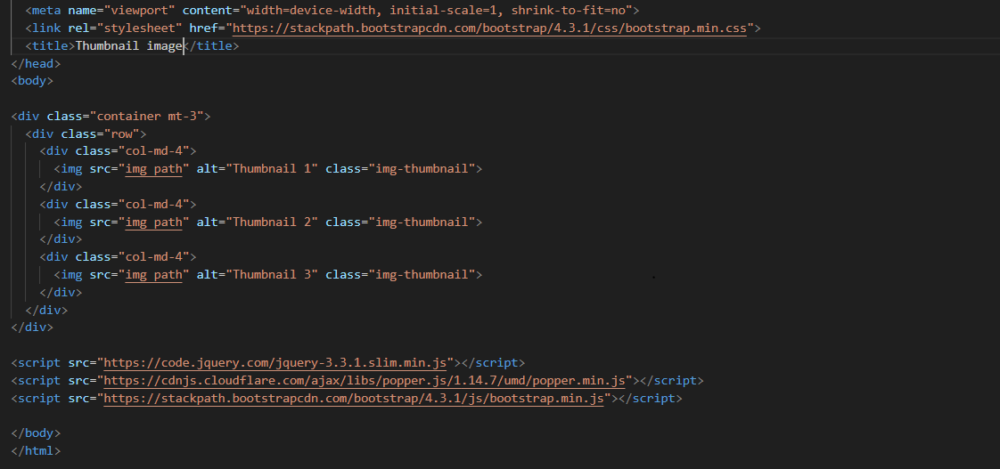 <meta name="viewport" content="width=device-width, initial-scale=1, shrink-to-fit=no">
<link rel="stylesheet" href="https://stackpath.bootstrapcdn.com/bootstrap/4.3.1/css/bootstrap.min.css">
<title>Thumbnail image</title>
</head>
<body>
<div class="container mt-3">
<div class="row">
<div class="col-md-4">
<img src="img path" alt="Thumbnail 1" class="img-thumbnail">
</div>
<div class="col-md-4">
<img src="img path" alt="Thumbnail 2" class="img-thumbnail">
</div>
<div class="col-md-4">
<img src="img path" alt="Thumbnail 3" class="img-thumbnail">
</div>
</div>
</div>
<script src="https://code.jquery.com/jquery-3.3.1.slim.min.js"></script>
<script src="https://cdnjs.cloudflare.com/ajax/libs/popper.js/1.14.7/umd/popper.min.js"></script>
<script src="https://stackpath.bootstrapcdn.com/bootstrap/4.3.1/js/bootstrap.min.js"></script>
</body>
</html>